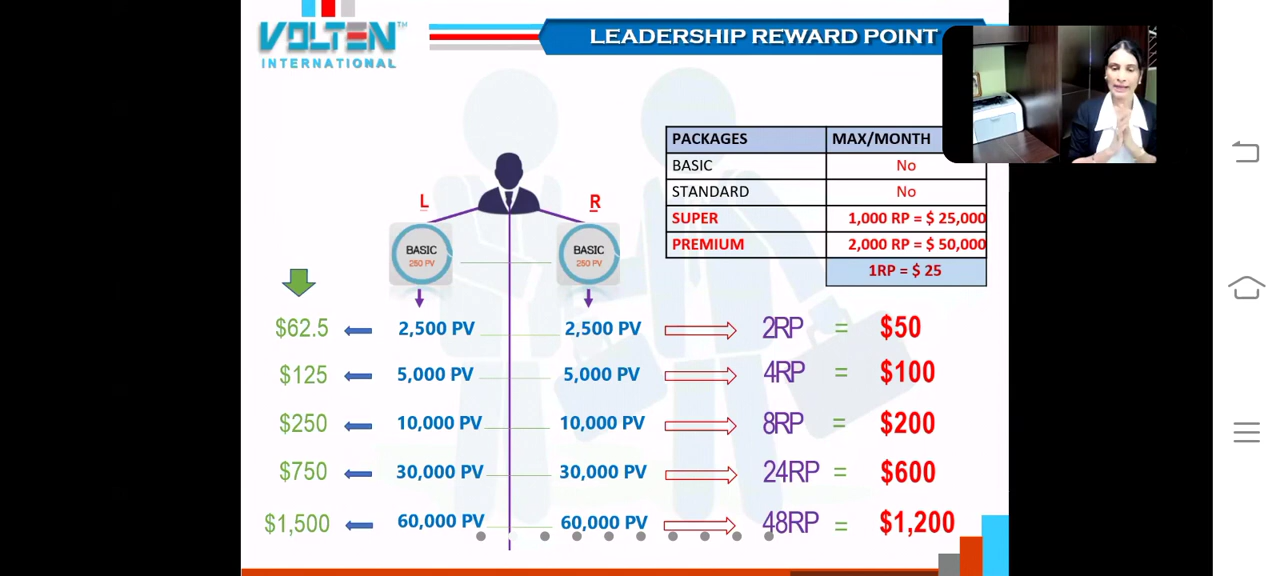 VOLTEN™
INTERNATIONAL
LEADERSHIP REWARD POINT
PACKAGES MAX/MONTH
BASIC No
STANDARD No
SUPER 1,000 RP = $ 25,000
PREMIUM 2,000 RP = $ 50,000
1RP = $ 25
L R
BASIC BASIC
250 PV 250 PV
$62.5 2,500 PV 2,500 PV 2RP = $50
$125 5,000 PV 5,000 PV 4RP = $100
$250 10,000 PV 10,000 PV 8RP = $200
$750 30,000 PV 30,000 PV 24RP = $600
$1,500 60,000 PV 60,000 PV 48RP = $1,200